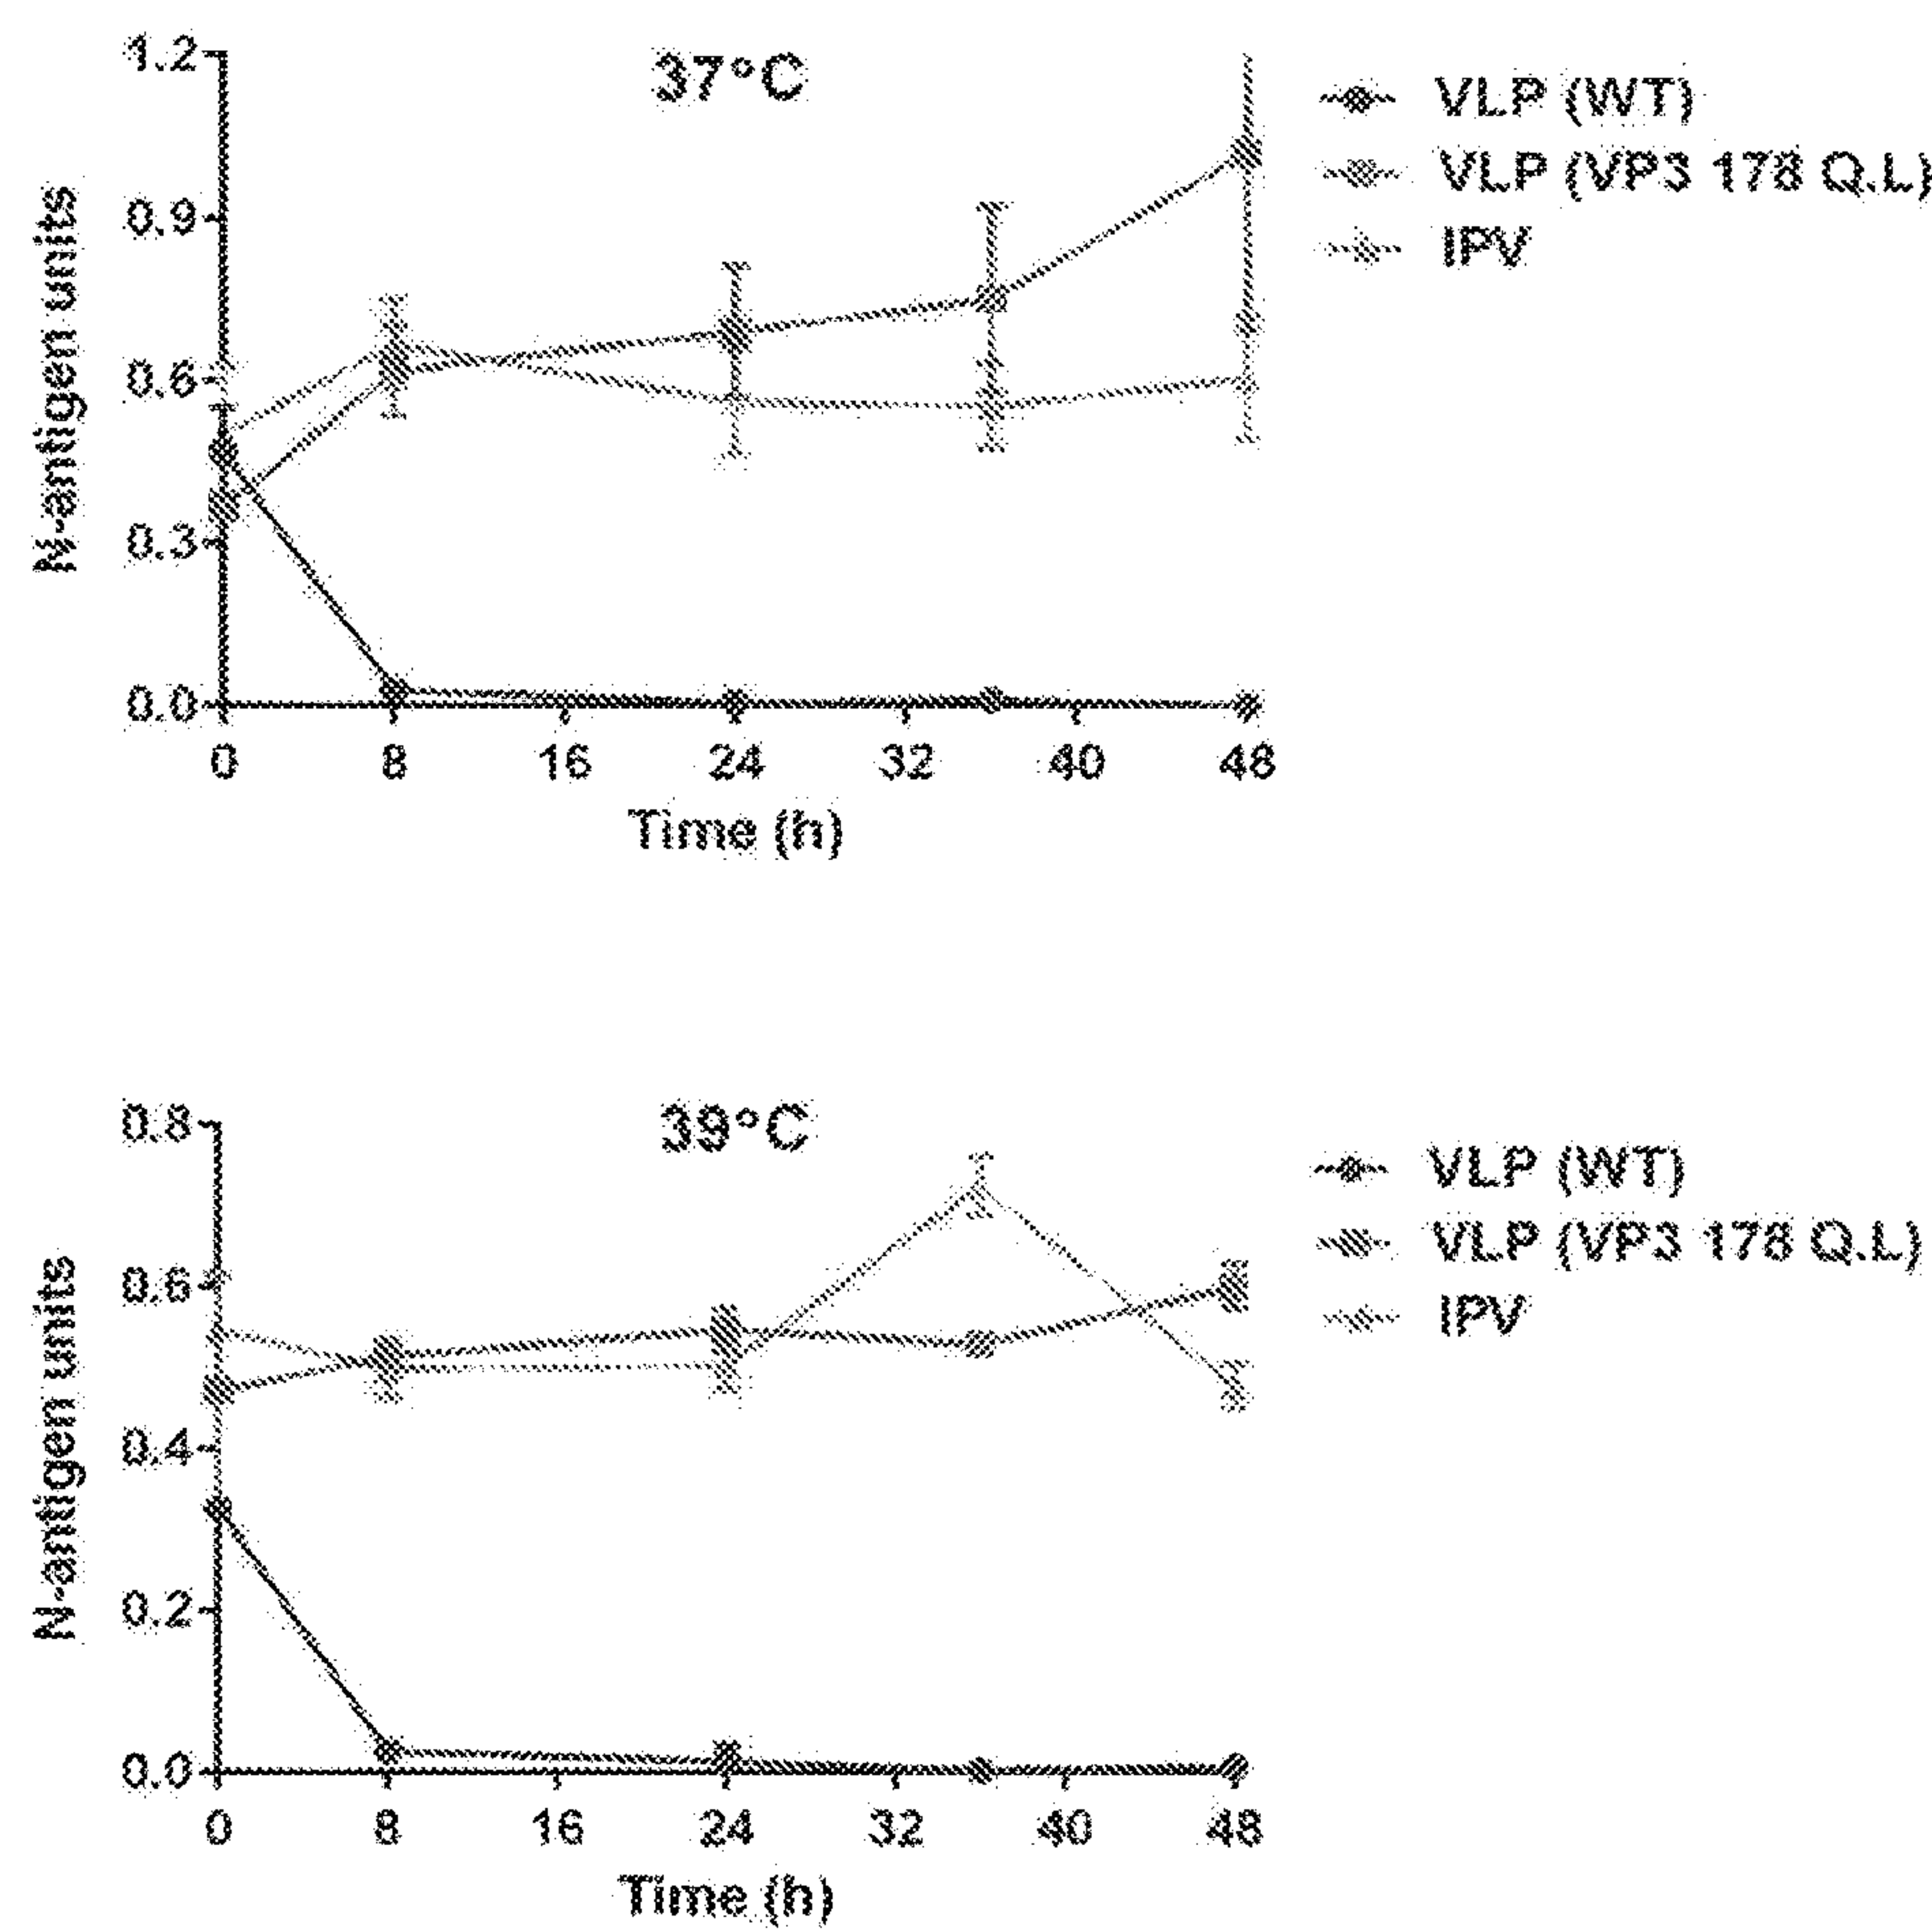 37°C
1.2
0.9
0.6
0.3
0.0
N-antigen units
0 8 16 24 32 40 48
Time (h)
VLP (WT)
VLP (VP3 178 Q.L)
IPV
39°C
0.8
0.6
0.4
0.2
0.0
N-antigen units
0 8 16 24 32 40 48
Time (h)
VLP (WT)
VLP (VP3 178 Q.L)
IPV